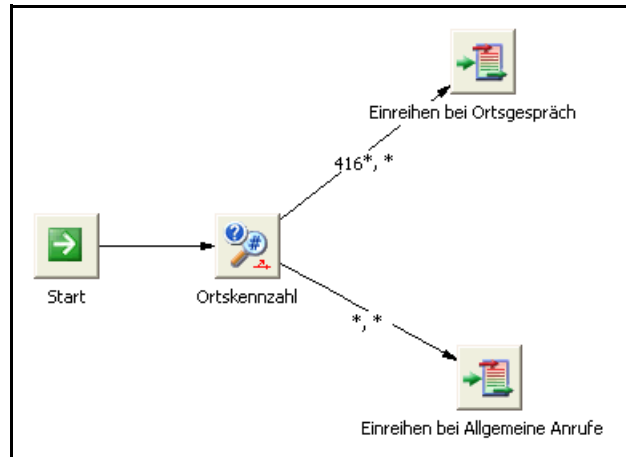 Einreihen bei Ortsgespräch
416*, *
Start
Ortskennzahl
*, *
Einreihen bei Allgemeine Anrufe